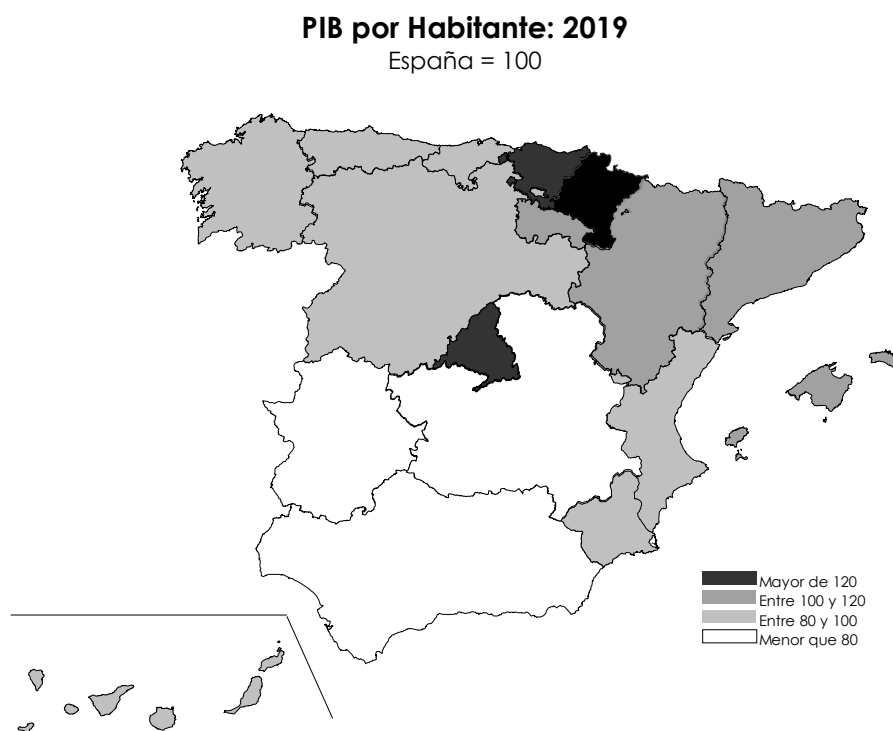 PIB por Habitante: 2019
España = 100
Mayor de 120
Entre 100 y 120
Entre 80 y 100
Menor que 80